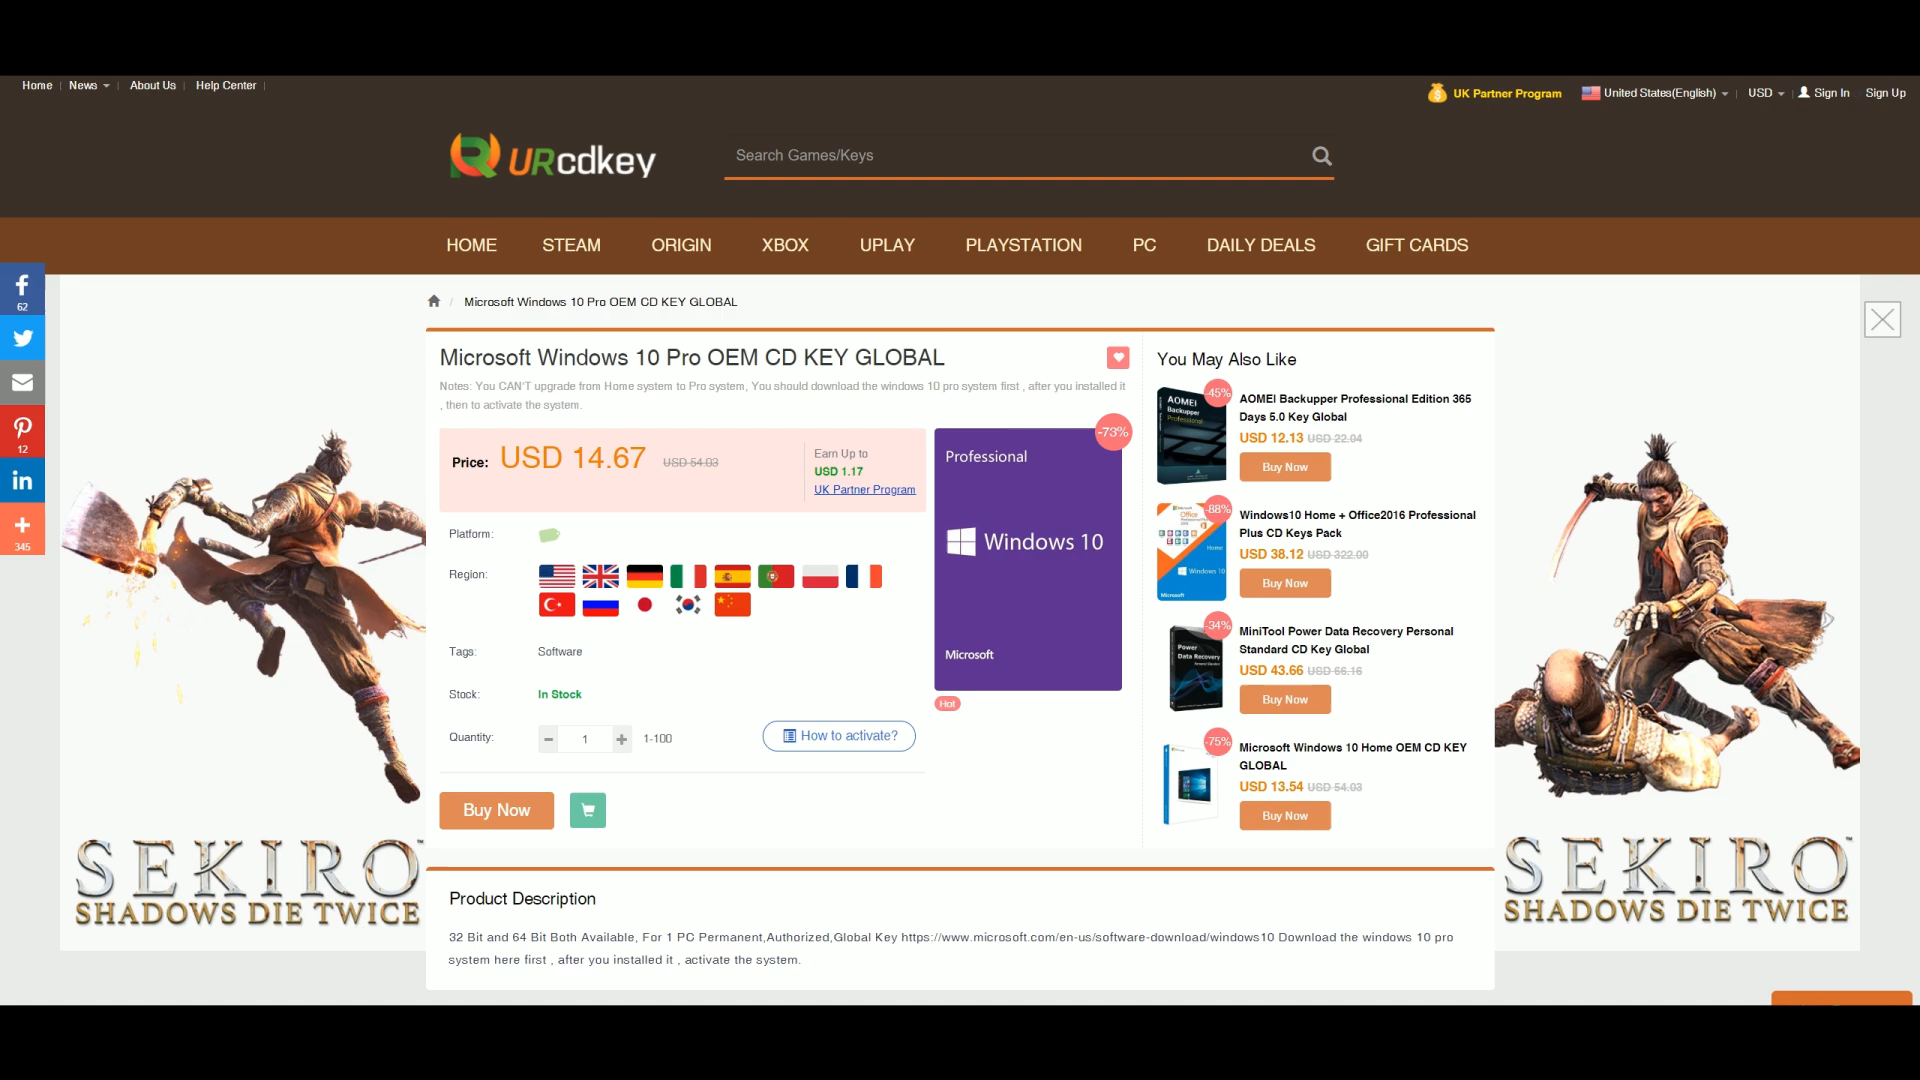 Home
News
About Us
Help Center
UK Partner Program
United States(English)
USD
Sign In
Sign Up
URcdkey
Search Games/Keys
HOME
STEAM
ORIGIN
XBOX
UPLAY
PLAYSTATION
PC
DAILY DEALS
GIFT CARDS
62
12
345
Microsoft Windows 10 Pro OEM CD KEY GLOBAL
Microsoft Windows 10 Pro OEM CD KEY GLOBAL
Notes: You CAN'T upgrade from Home system to Pro system, You should download the windows 10 pro system first , after you installed it
, then to activate the system.
Price: USD 14.67 USD 54.03
Earn Up to
USD 1.17
UK Partner Program
Platform:
Region:
Tags: Software
Stock: In Stock
Quantity: 1 1-100
How to activate?
Buy Now
-73%
Professional
Windows 10
Microsoft
Hot
You May Also Like
-45%
AOMEI
Backupper
Professional
AOMEI Backupper Professional Edition 365
Days 5.0 Key Global
USD 12.13 USD 22.04
Buy Now
-88%
Office
Home
Windows 10
Microsoft
Windows10 Home + Office2016 Professional
Plus CD Keys Pack
USD 38.12 USD 322.00
Buy Now
-34%
Power
Data Recovery
MiniTool Power Data Recovery Personal
Standard CD Key Global
USD 43.66 USD 66.16
Buy Now
-75%
Microsoft Windows 10 Home OEM CD KEY
GLOBAL
USD 13.54 USD 54.03
Buy Now
SEKIRO
SHADOWS DIE TWICE
SEKIRO
SHADOWS DIE TWICE
Product Description
32 Bit and 64 Bit Both Available, For 1 PC Permanent,Authorized,Global Key https://www.microsoft.com/en-us/software-download/windows10 Download the windows 10 pro
system here first , after you installed it , activate the system.